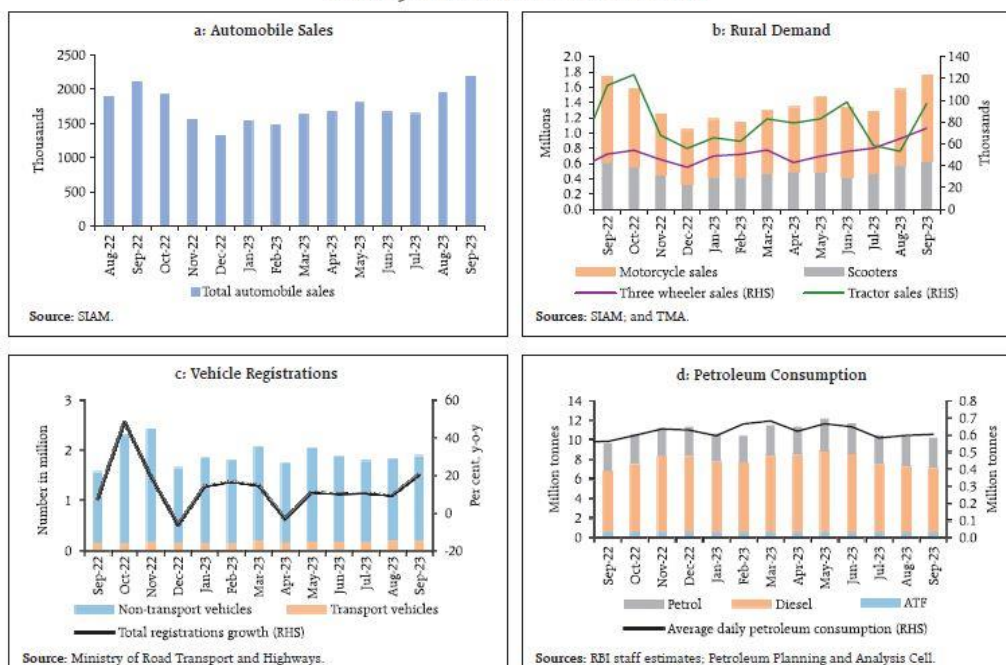 a: Automobile Sales
2500
2000
1500
1000
500
0
Thousands
Aug-22
Sep-22
Oct-22
Nov-22
Dec-22
Jan-23
Feb-23
Mar-23
Apr-23
May-23
Jun-23
Jul-23
Aug-23
Sep-23
Total automobile sales
Source: SIAM.
b: Rural Demand
2.0
1.8
1.6
1.4
1.2
1.0
0.8
0.6
0.4
0.2
0.0
Millions
140
120
100
80
60
40
20
0
Thousands
Sep-22
Oct-22
Nov-22
Dec-22
Jan-23
Feb-23
Mar-23
Apr-23
May-23
Jun-23
Jul-23
Aug-23
Sep-23
Motorcycle sales
Scooters
Three wheeler sales (RHS)
Tractor sales (RHS)
Sources: SIAM; and TMA.
c: Vehicle Registrations
3
2
1
0
Number in million
60
40
20
0
-20
Per cent, y-o-y
Sep-22
Oct-22
Nov-22
Dec-22
Jan-23
Feb-23
Mar-23
Apr-23
May-23
Jun-23
Jul-23
Aug-23
Sep-23
Non-transport vehicles
Transport vehicles
Total registrations growth (RHS)
Source: Ministry of Road Transport and Highways.
d: Petroleum Consumption
14
12
10
8
6
4
2
0
Million tonnes
0.8
0.7
0.6
0.5
0.4
0.3
0.2
0.1
0.0
Million tonnes
Sep-22
Oct-22
Nov-22
Dec-22
Jan-23
Feb-23
Mar-23
Apr-23
May-23
Jun-23
Jul-23
Aug-23
Sep-23
Petrol
Diesel
ATF
Average daily petroleum consumption (RHS)
Sources: RBI staff estimates; Petroleum Planning and Analysis Cell.